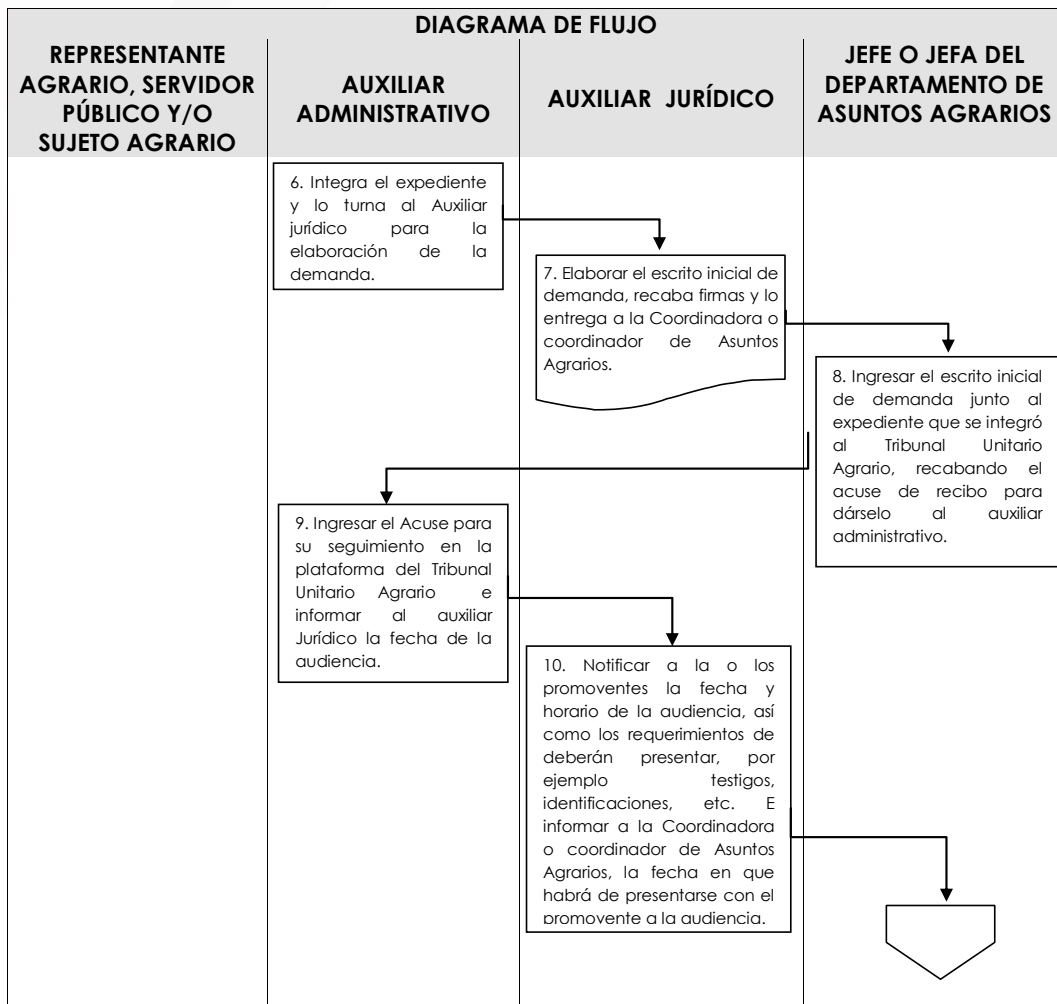 DIAGRAMA DE FLUJO
REPRESENTANTE
AGRARIO, SERVIDOR
PÚBLICO Y/O
SUJETO AGRARIO
AUXILIAR
ADMINISTRATIVO
AUXILIAR JURÍDICO
JEFE O JEFA DEL
DEPARTAMENTO DE
ASUNTOS AGRARIOS
6. Integra el expediente
y lo turna al Auxiliar
jurídico para la
elaboración de la
demanda.
7. Elaborar el escrito inicial de
demanda, recaba firmas y lo
entrega a la Coordinadora o
coordinador de Asuntos
Agrarios.
8. Ingresar el escrito inicial
de demanda junto al
expediente que se integró
al Tribunal Unitario
Agrario, recabando el
acuse de recibo para
dárselo al auxiliar
administrativo.
9. Ingresar el Acuse para
su seguimiento en la
plataforma del Tribunal
Unitario Agrario e
informar al auxiliar
Jurídico la fecha de la
audiencia.
10. Notificar a la o los
promoventes la fecha y
horario de la audiencia, así
como los requerimientos de
deberán presentar, por
ejemplo testigos,
identificaciones, etc. E
informar a la Coordinadora
o coordinador de Asuntos
Agrarios, la fecha en que
habrá de presentarse con el
promovente a la audiencia.